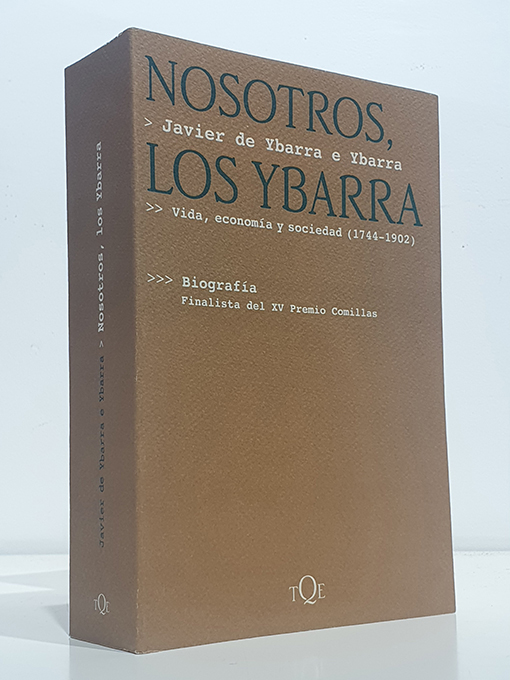 NOSOTROS,
> Javier de Ybarra e Ybarra
LOS YBARRA
>> Vida, economía y sociedad (1744-1902)
>>> Biografía
Finalista del XV Premio Comillas
TQE
Javier de Ybarra e Ybarra > Nosotros, los Ybarra
TQE